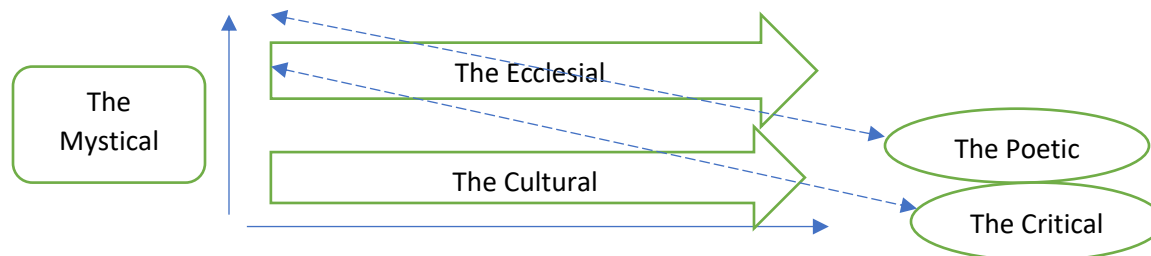 The
Mystical
The Ecclesial
The Cultural
The Poetic
The Critical